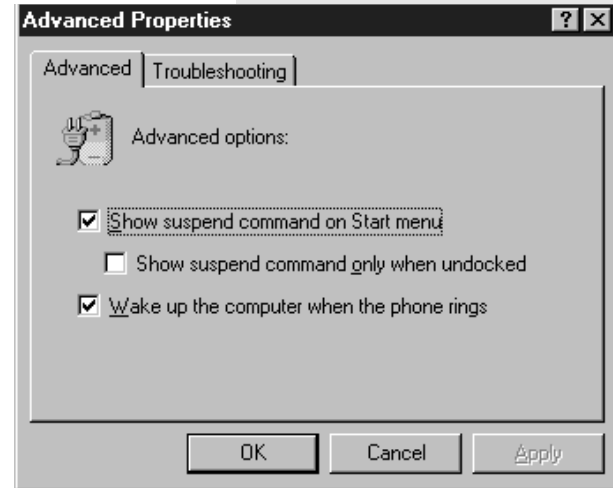 Advanced Properties
Advanced Troubleshooting
Advanced options:
Show suspend command on Start menu
Show suspend command only when undocked
Wake up the computer when the phone rings
OK Cancel Apply